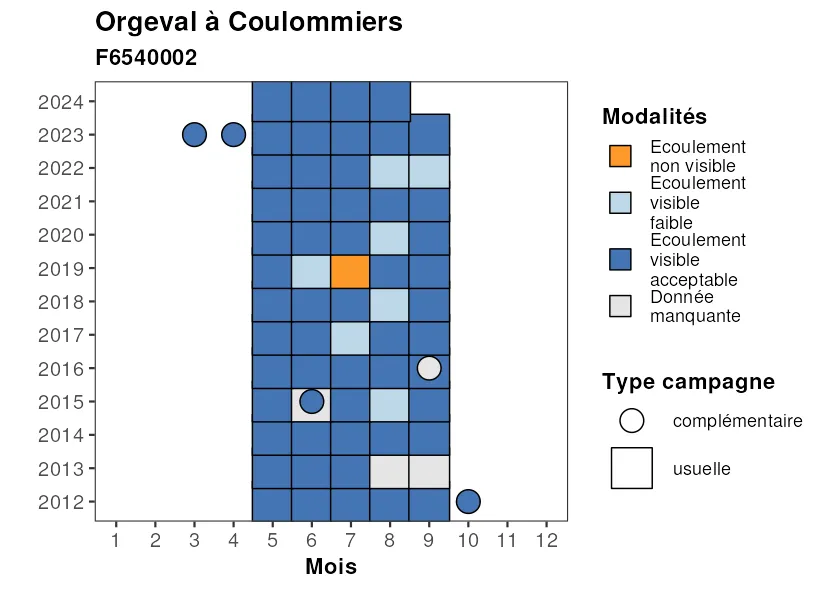 Orgeval à Coulommiers
F6540002
2024
2023
2022
2021
2020
2019
2018
2017
2016
2015
2014
2013
2012
1 2 3 4 5 6 7 8 9 10 11 12
Mois
Modalités
Ecoulement
non visible
Ecoulement
visible
faible
Ecoulement
visible
acceptable
Donnée
manquante
Type campagne
complémentaire
usuelle